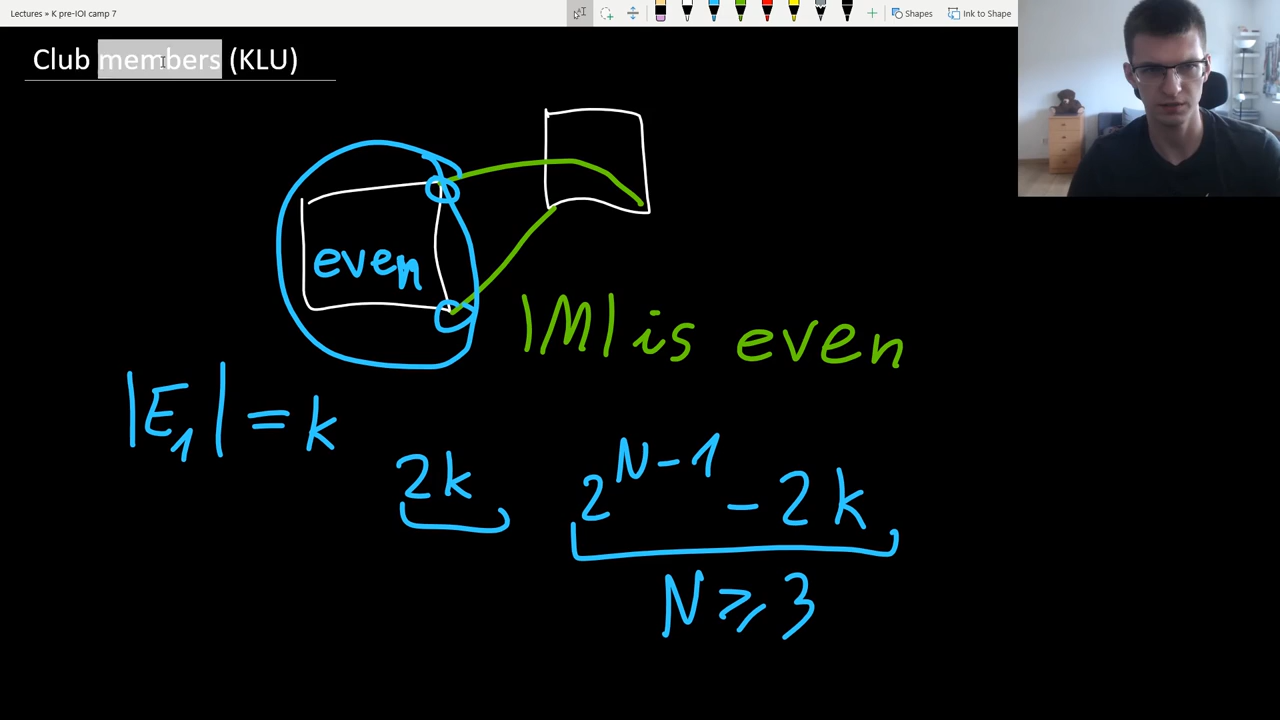 Lectures » K pre-IOI camp 7
Shapes
Ink to Shape
Club members (KLU)
even
|M| is even
|E₁| = k
2k
2^{N-1} - 2k
N ⩾ 3